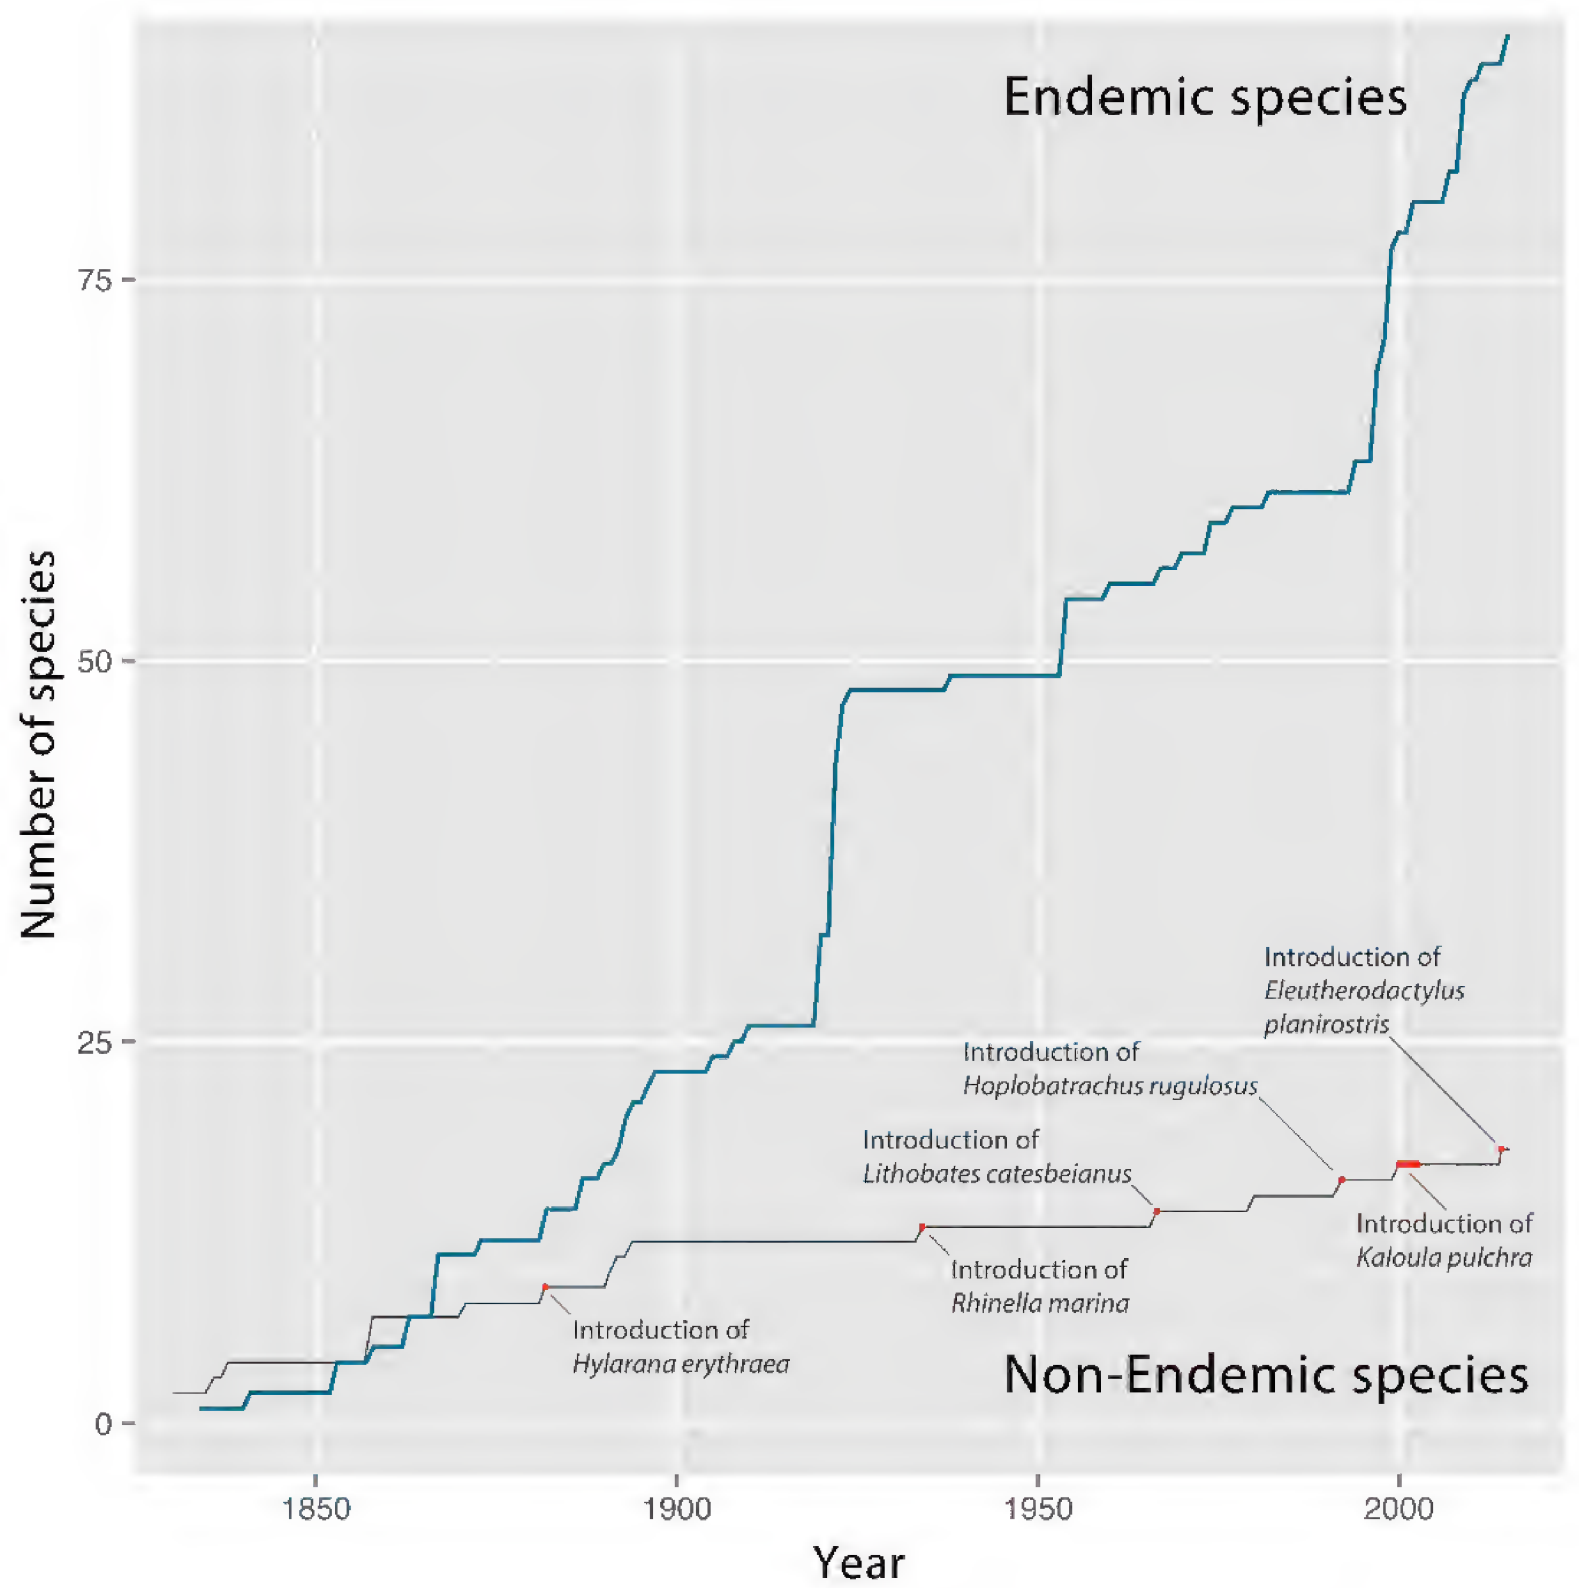 Endemic species
75
50
25
0
Number of species
Introduction of
Eleutherodactylus
planirostris
Introduction of
Hoplobatrachus rugulosus
Introduction of
Lithobates catesbeianus
Introduction of
Kaloula pulchra
Introduction of
Rhinella marina
Introduction of
Hylarana erythraea
Non-Endemic species
1850 1900 1950 2000
Year